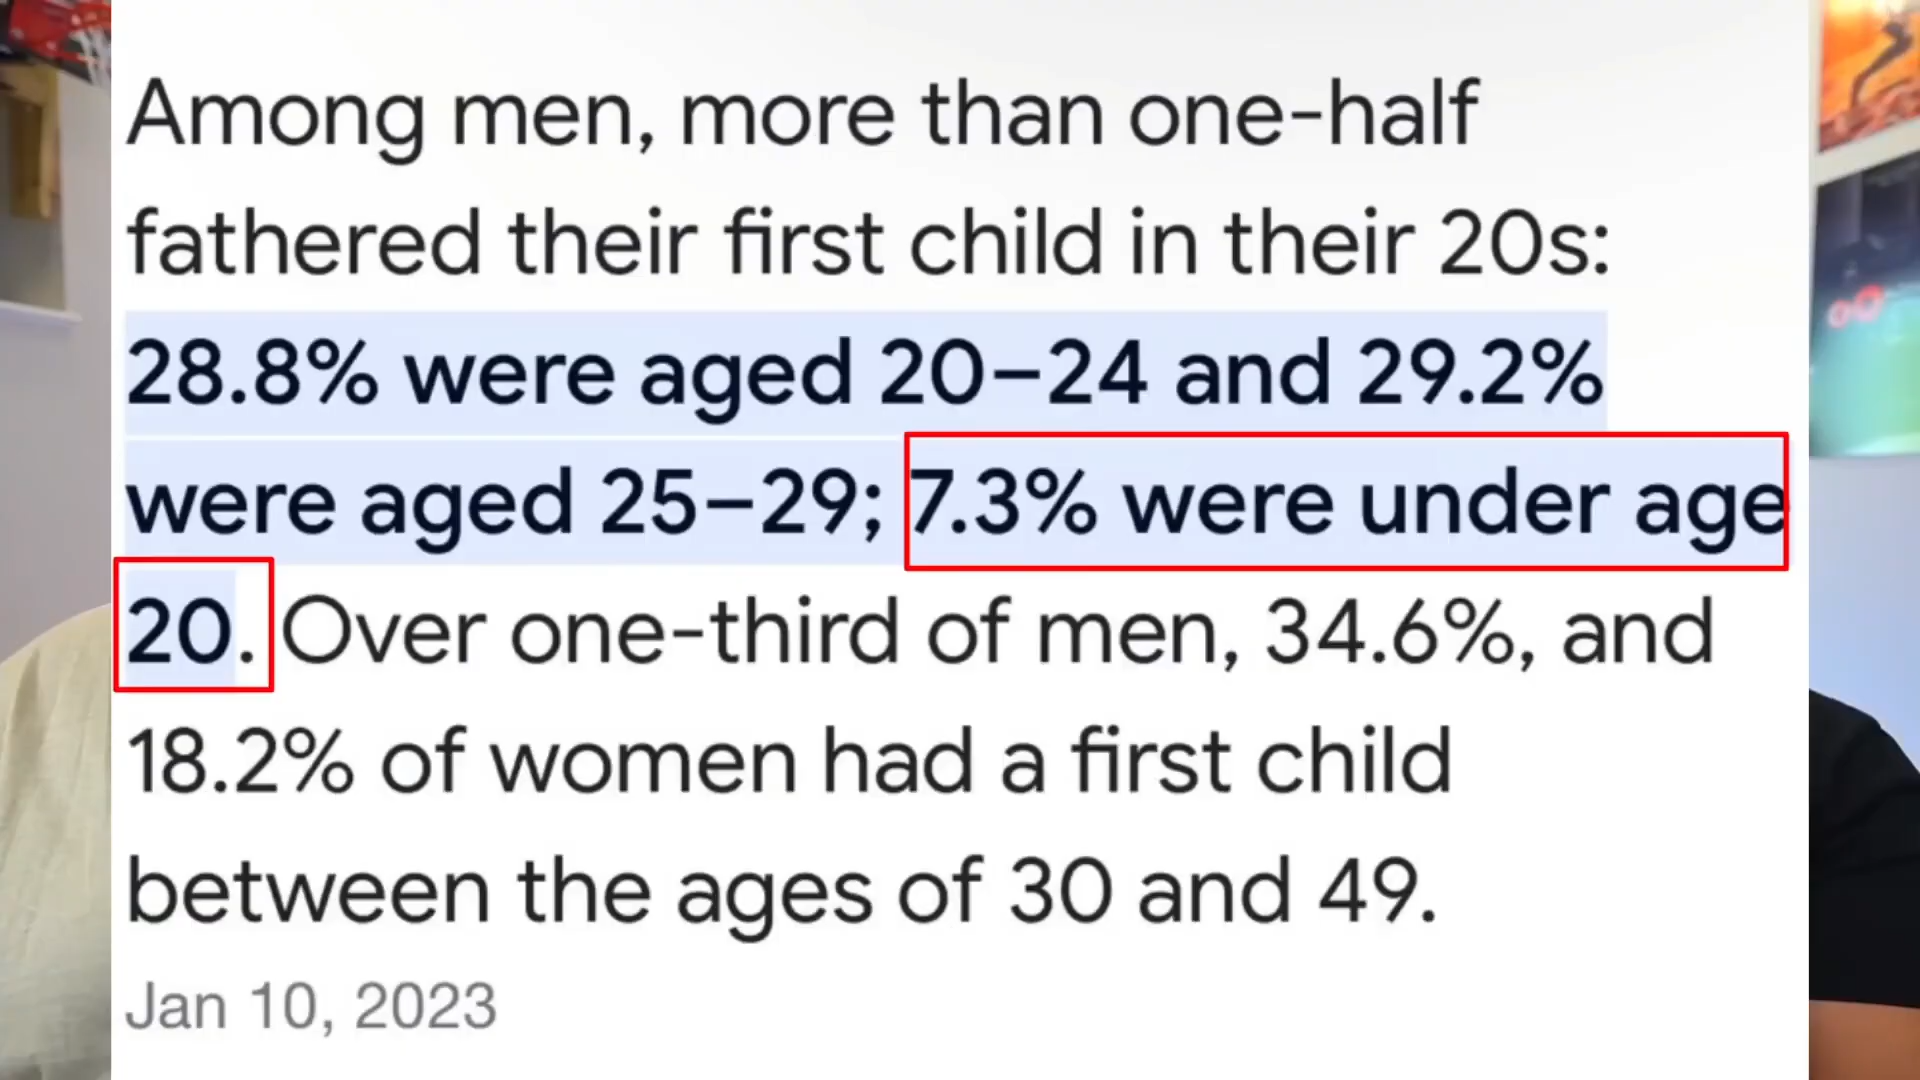 Among men, more than one-half
fathered their first child in their 20s:
28.8% were aged 20–24 and 29.2%
were aged 25–29; 7.3% were under age
20. Over one-third of men, 34.6%, and
18.2% of women had a first child
between the ages of 30 and 49.
Jan 10, 2023